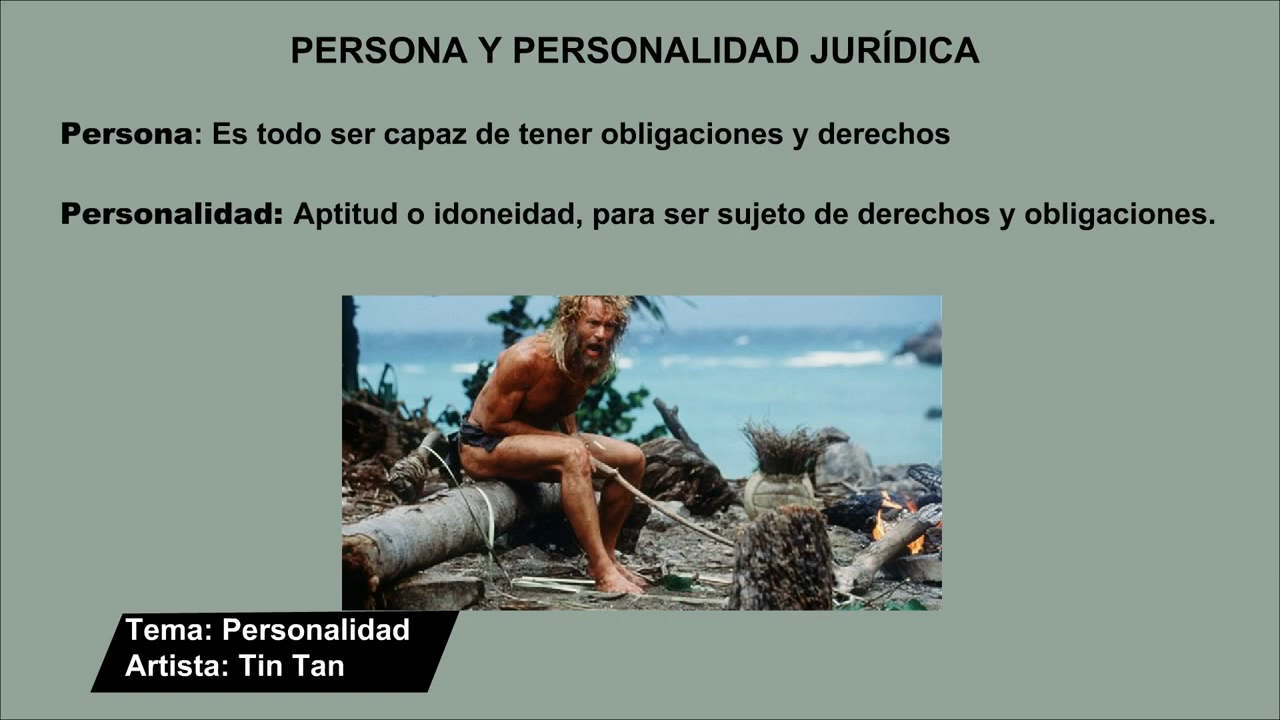 PERSONA Y PERSONALIDAD JURÍDICA
Persona: Es todo ser capaz de tener obligaciones y derechos
Personalidad: Aptitud o idoneidad, para ser sujeto de derechos y obligaciones.
Tema: Personalidad
Artista: Tin Tan